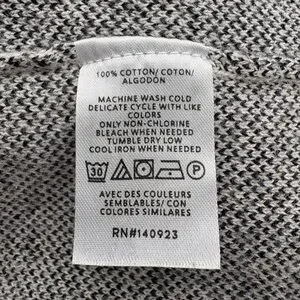 100% COTTON/ COTON/
ALGODÓN
MACHINE WASH COLD
DELICATE CYCLE WITH LIKE
COLORS
ONLY NON-CHLORINE
BLEACH WHEN NEEDED
TUMBLE DRY LOW
COOL IRON WHEN NEEDED
30 P
AVEC DES COULEURS
SEMBLABLES/ CON
COLORES SIMILARES
RN#140923